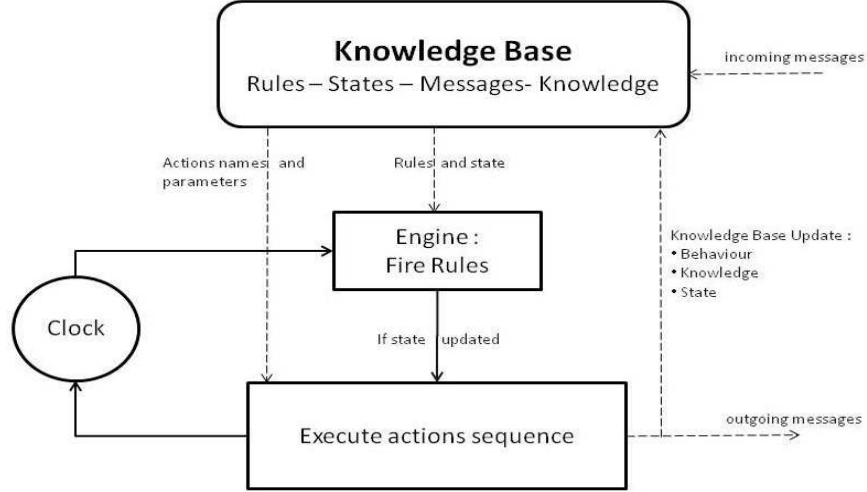 Knowledge Base
Rules – States – Messages- Knowledge
incoming messages
Actions names and
parameters
Rules and state
Engine :
Fire Rules
Knowledge Base Update :
• Behaviour
• Knowledge
• State
Clock
If state updated
Execute actions sequence
outgoing messages